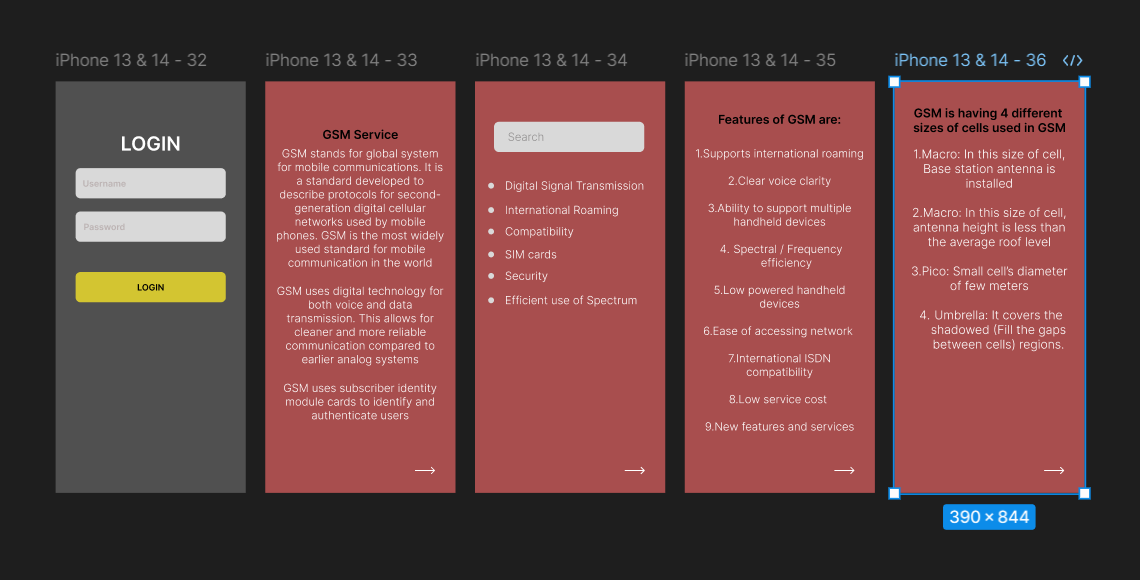 iPhone 13 & 14 - 32
LOGIN
Username
Password
LOGIN
iPhone 13 & 14 - 33
GSM Service
GSM stands for global system
for mobile communications. It is
a standard developed to
describe protocols for second-
generation digital cellular
networks used by mobile
phones. GSM is the most widely
used standard for mobile
communication in the world
GSM uses digital technology for
both voice and data
transmission. This allows for
cleaner and more reliable
communication compared to
earlier analog systems
GSM uses subscriber identity
module cards to identify and
authenticate users
iPhone 13 & 14 - 34
Search
Digital Signal Transmission
International Roaming
Compatibility
SIM cards
Security
Efficient use of Spectrum
iPhone 13 & 14 - 35
Features of GSM are:
1.Supports international roaming
2.Clear voice clarity
3.Ability to support multiple
handheld devices
4. Spectral / Frequency
efficiency
5.Low powered handheld
devices
6.Ease of accessing network
7.International ISDN
compatibility
8.Low service cost
9.New features and services
iPhone 13 & 14 - 36 </>
GSM is having 4 different
sizes of cells used in GSM
1.Macro: In this size of cell,
Base station antenna is
installed
2.Macro: In this size of cell,
antenna height is less than
the average roof level
3.Pico: Small cell's diameter
of few meters
4. Umbrella: It covers the
shadowed (Fill the gaps
between cells) regions.
390 × 844